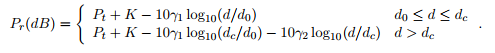 P_r(dB) = { P_t + K − 10γ_1 log_10(d/d_0) d_0 ≤ d ≤ d_c
P_t + K − 10γ_1 log_10(d_c/d_0) − 10γ_2 log_10(d/d_c) d > d_c .